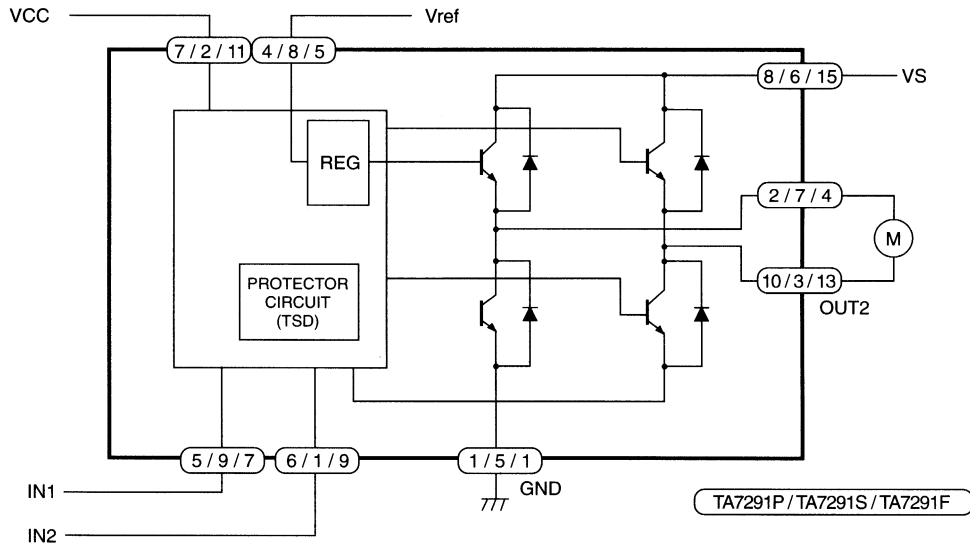 VCC
Vref
7 / 2 / 11
4 / 8 / 5
8 / 6 / 15
VS
REG
2 / 7 / 4
M
PROTECTOR
CIRCUIT
(TSD)
10 / 3 / 13
OUT2
5 / 9 / 7
6 / 1 / 9
1 / 5 / 1
GND
IN1
TA7291P / TA7291S / TA7291F
IN2